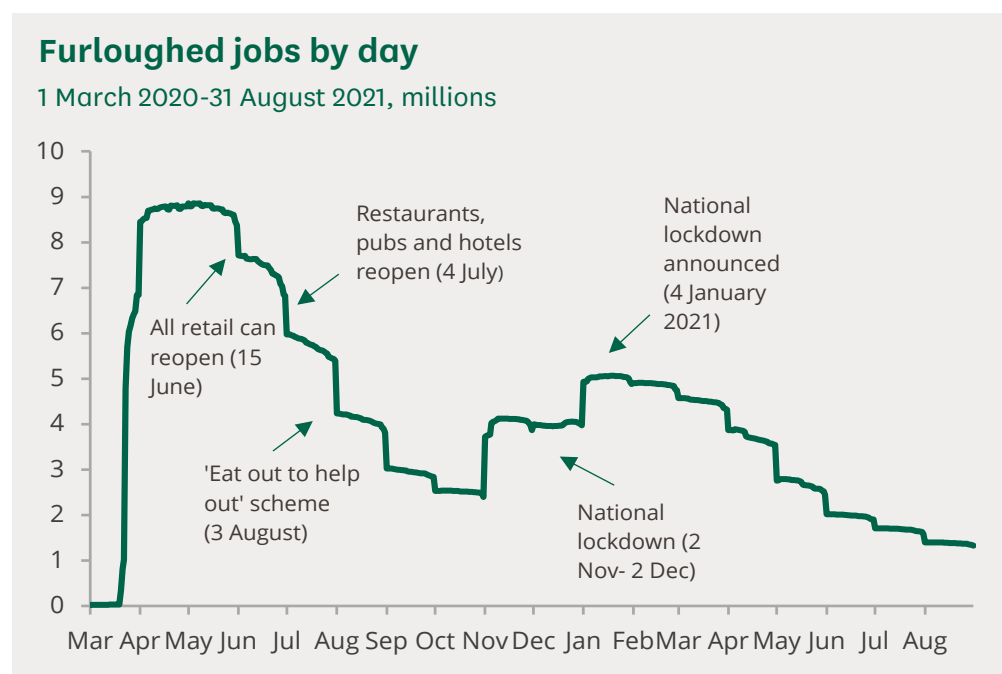 Furloughed jobs by day
1 March 2020-31 August 2021, millions
10
9
8
7
6
5
4
3
2
1
0
Restaurants,
pubs and hotels
reopen (4 July)
National
lockdown
announced
(4 January
2021)
All retail can
reopen (15
June)
'Eat out to help
out' scheme
(3 August)
National
lockdown (2
Nov- 2 Dec)
Mar Apr May Jun Jul Aug Sep Oct Nov Dec Jan Feb Mar Apr May Jun Jul Aug